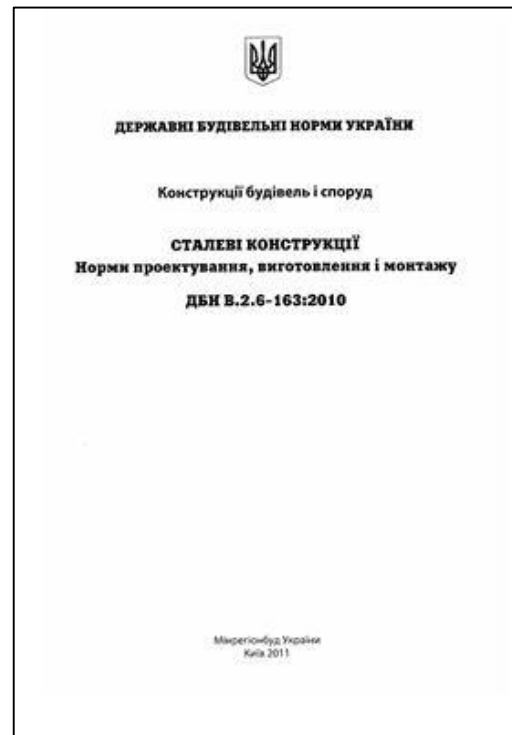 ДЕРЖАВНІ БУДІВЕЛЬНІ НОРМИ УКРАЇНИ
Конструкції будівель і споруд
СТАЛЕВІ КОНСТРУКЦІЇ
Норми проектування, виготовлення і монтажу
ДБН В.2.6-163:2010
Мінрегіонбуд України
Київ 2011